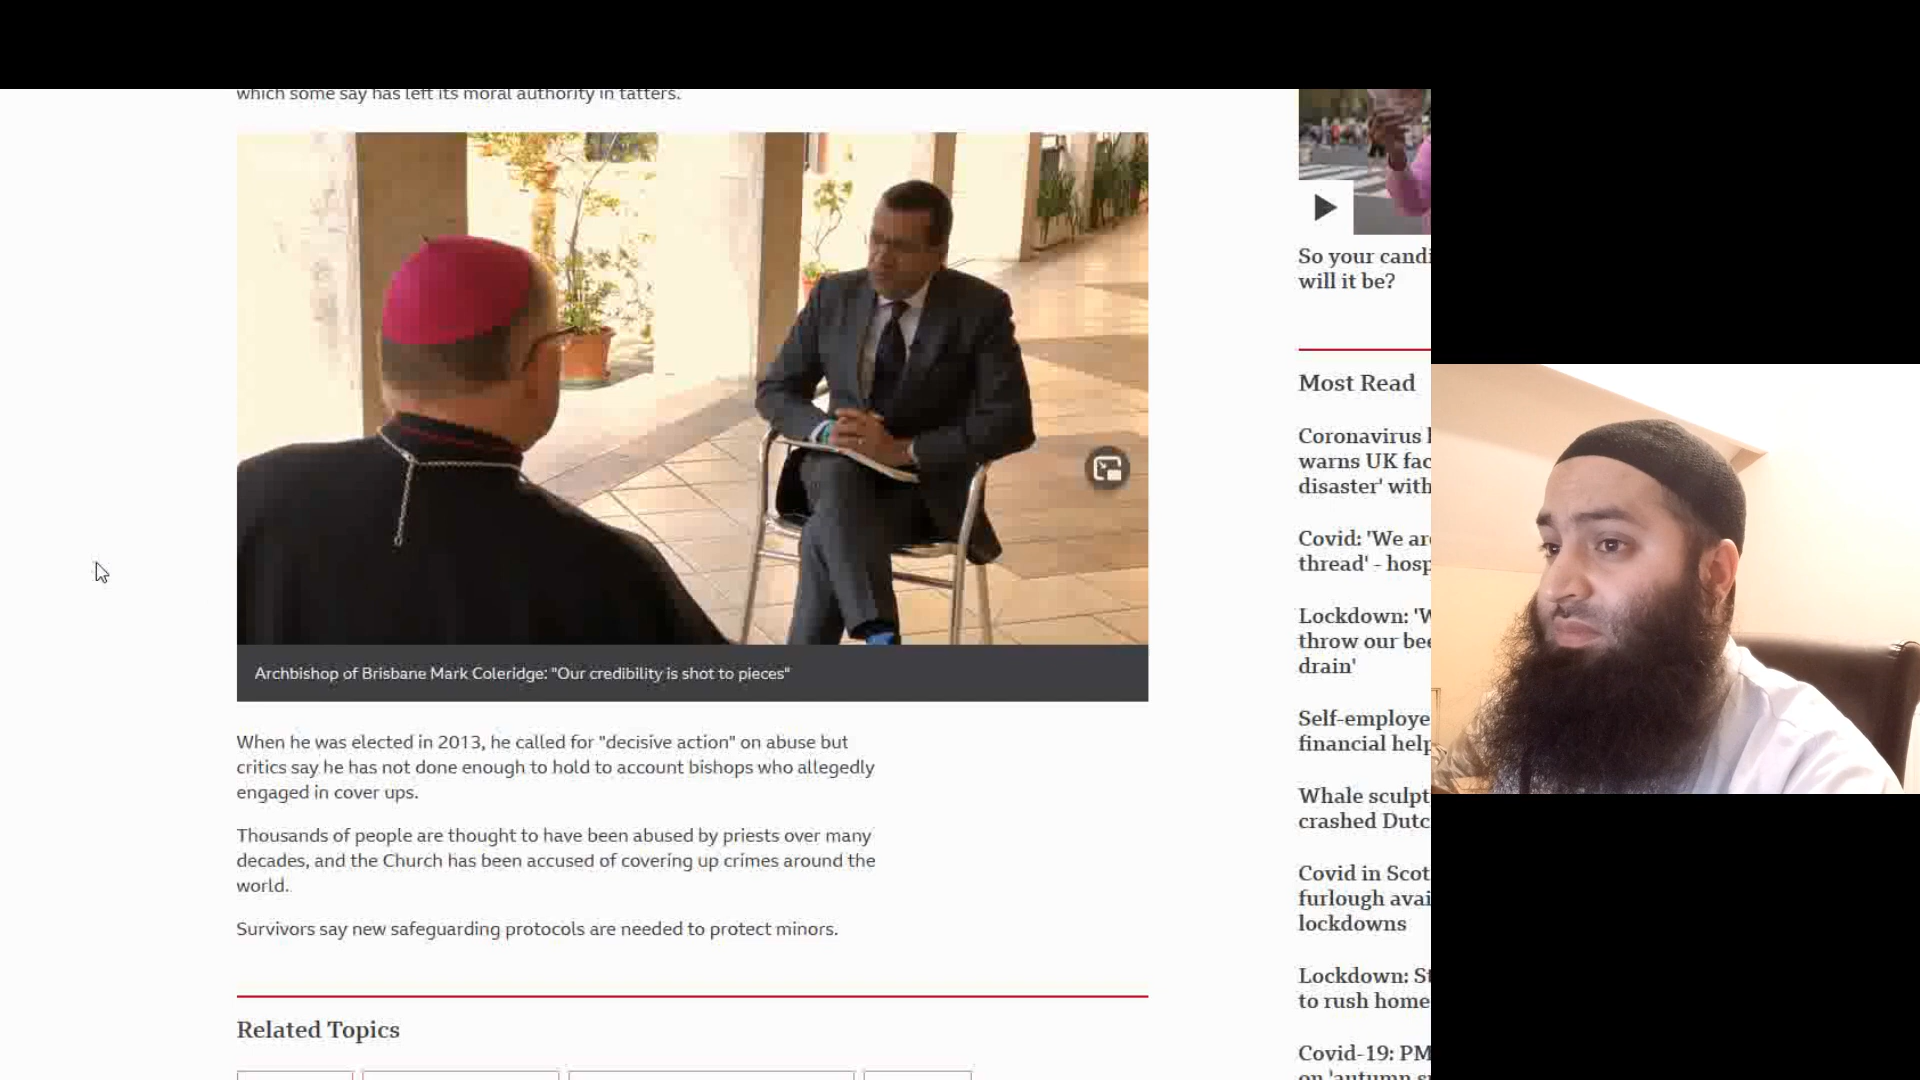 which some say has left its moral authority in tatters.
Archbishop of Brisbane Mark Coleridge: "Our credibility is shot to pieces"
When he was elected in 2013, he called for "decisive action" on abuse but
critics say he has not done enough to hold to account bishops who allegedly
engaged in cover ups.
Thousands of people are thought to have been abused by priests over many
decades, and the Church has been accused of covering up crimes around the
world.
Survivors say new safeguarding protocols are needed to protect minors.
Related Topics
So your candi
will it be?
Most Read
Coronavirus
warns UK fac
disaster' with
Covid: 'We ar
thread' - hosp
Lockdown: 'W
throw our bee
drain'
Self-employe
financial help
Whale sculpt
crashed Dutc
Covid in Scot
furlough avai
lockdowns
Lockdown: St
to rush home
Covid-19: PM
on 'autumn